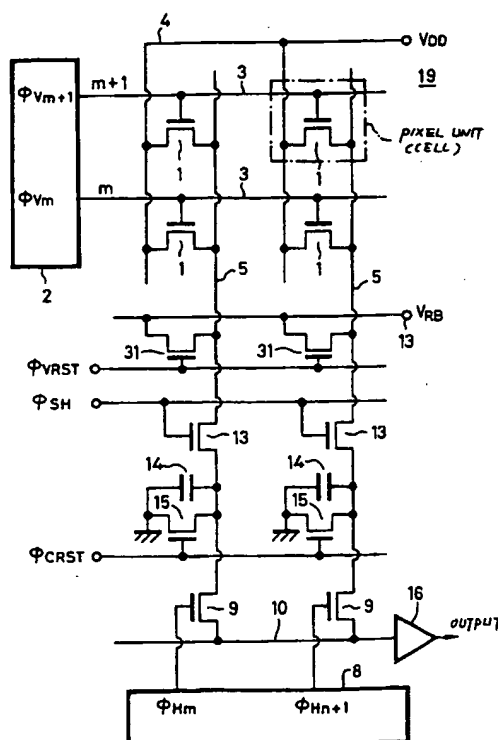 4
VDD
19
m+1
3
ΦVm+1
PIXEL UNIT
(CELL)
1
1
m
3
ΦVm
1
1
2
5
5
VRB
13
31
31
ΦVRST
ΦSH
13
13
14
14
15
15
ΦCRST
9
9
16
10
OUTPUT
8
ΦHm
ΦHn+1